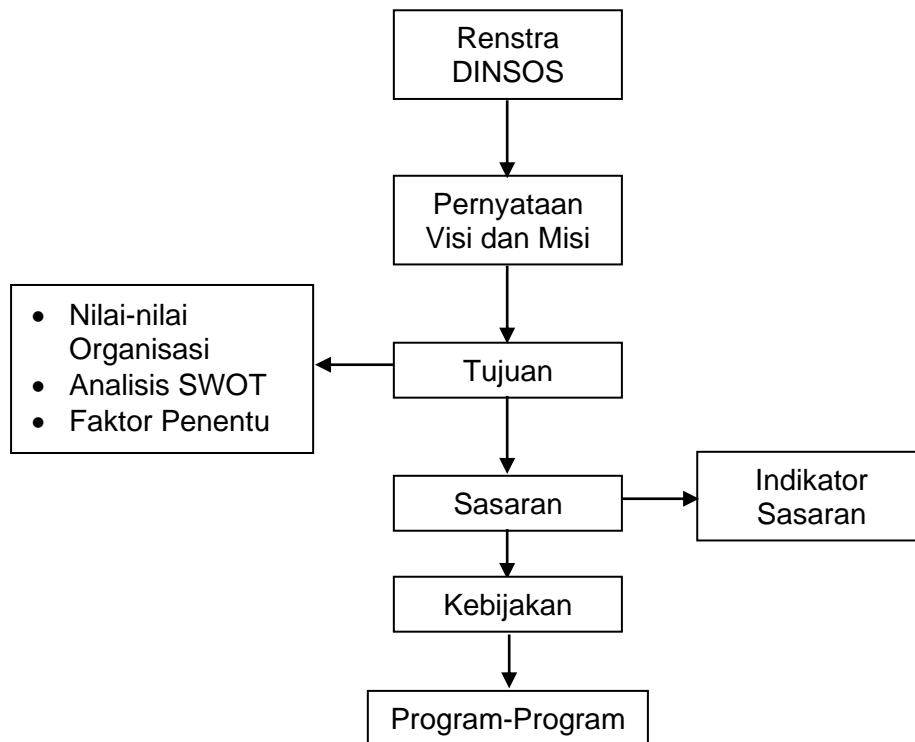 Renstra
DINSOS
Pernyataan
Visi dan Misi
• Nilai-nilai
Organisasi
• Analisis SWOT
• Faktor Penentu
Tujuan
Sasaran
Indikator
Sasaran
Kebijakan
Program-Program